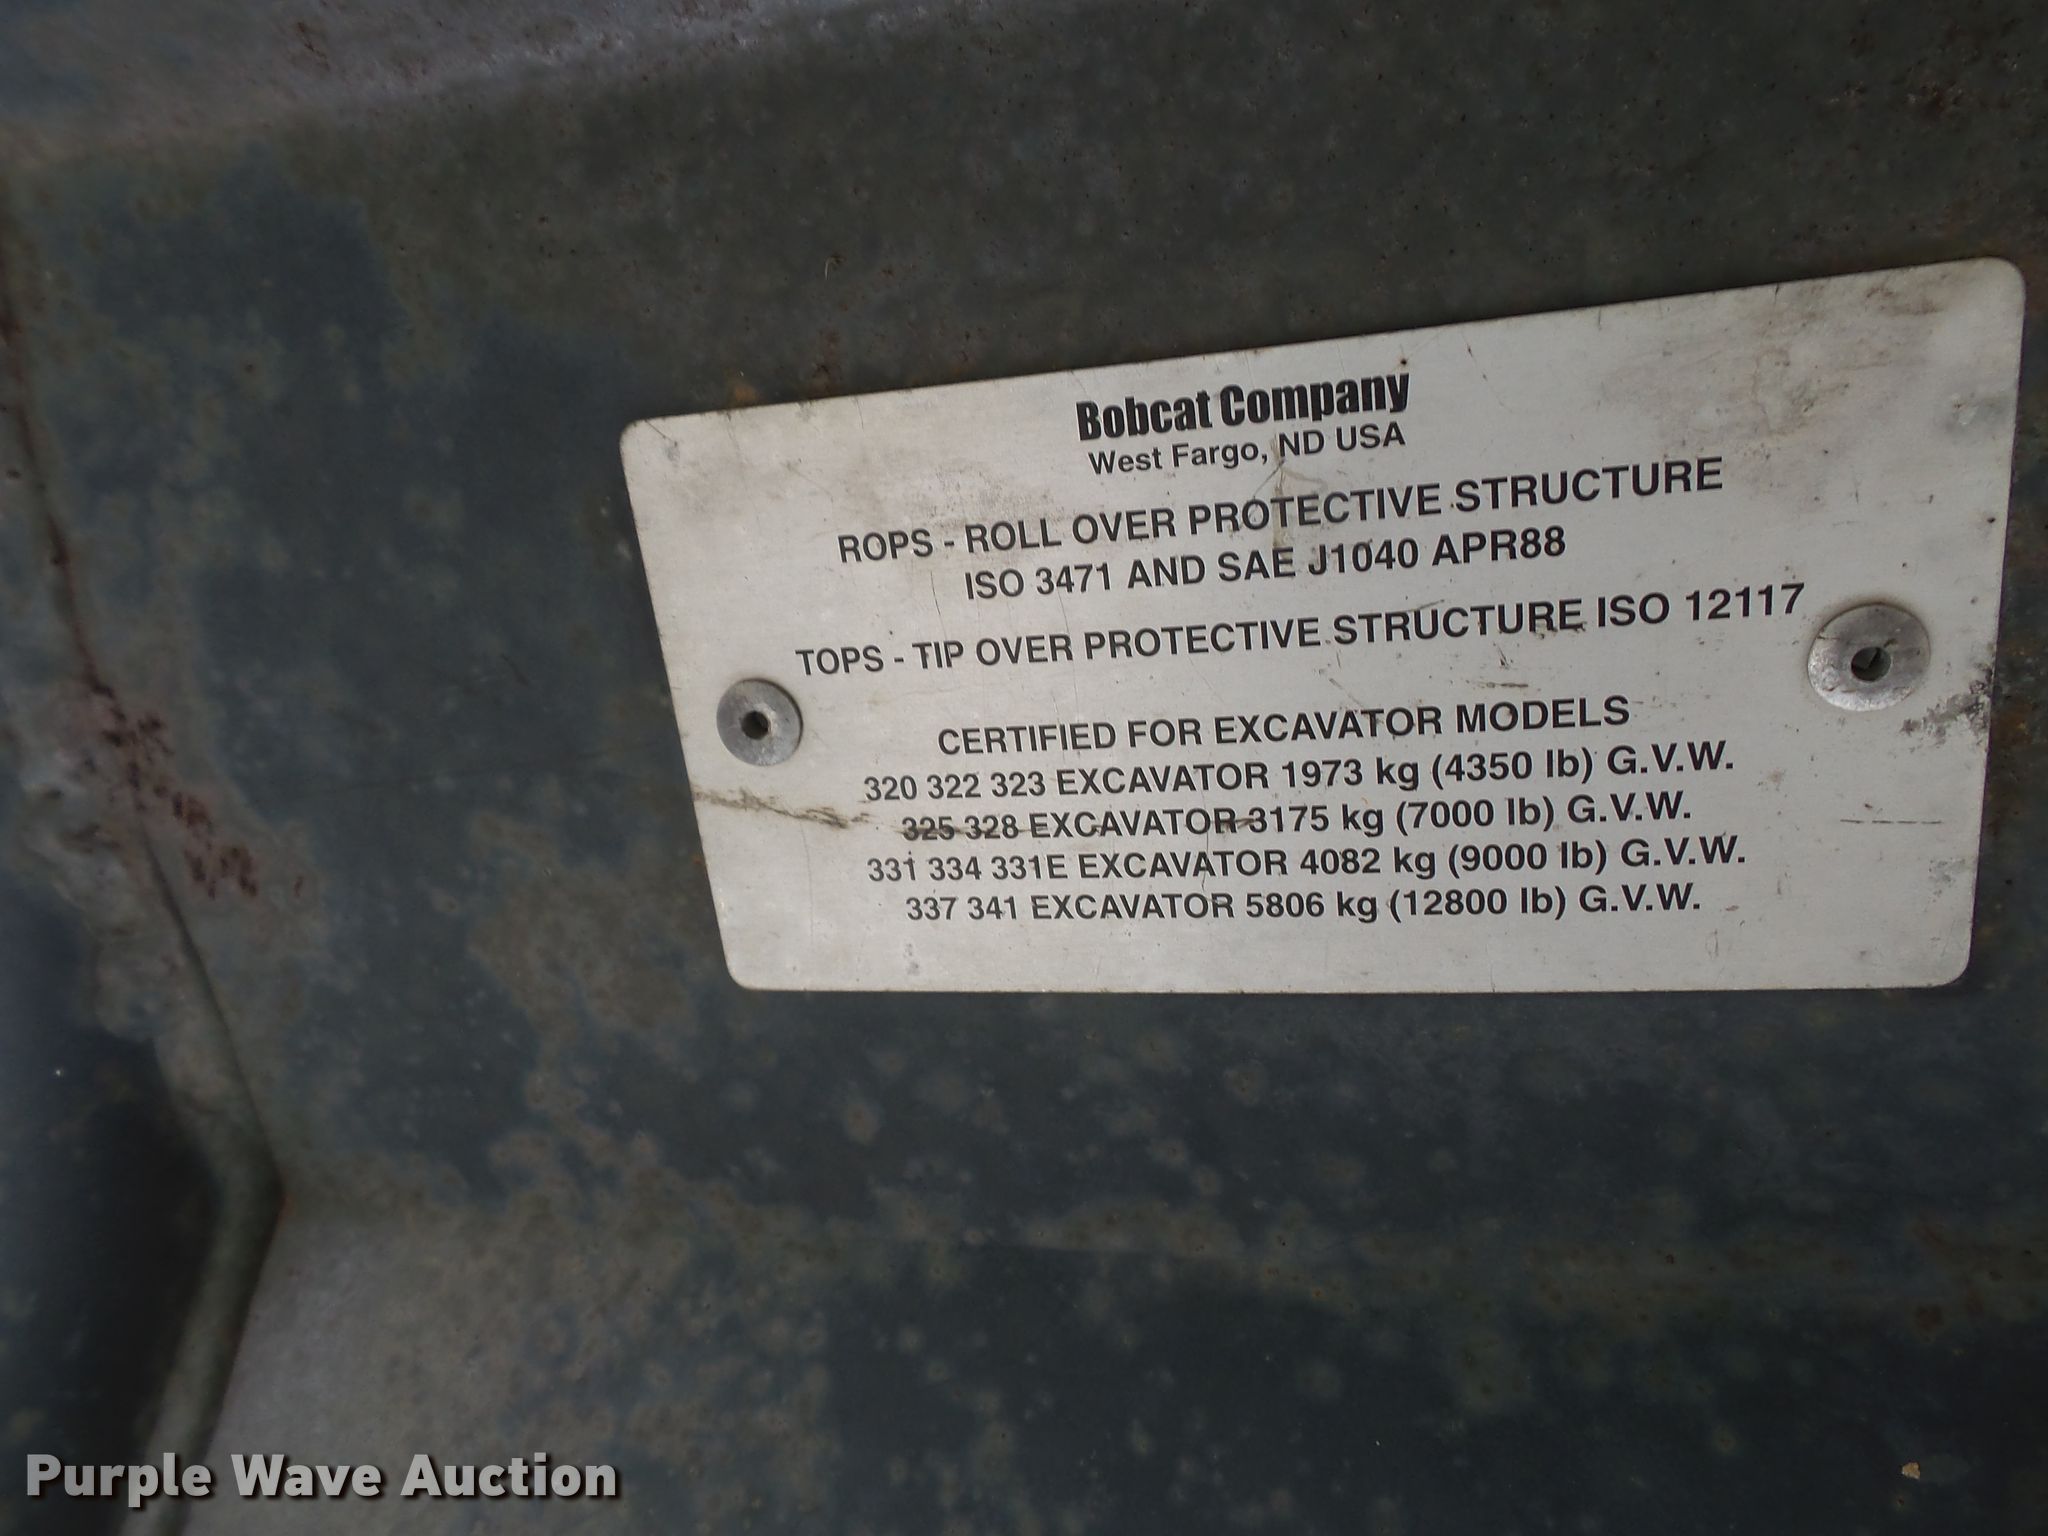 Bobcat Company
West Fargo, ND USA
ROPS - ROLL OVER PROTECTIVE STRUCTURE
ISO 3471 AND SAE J1040 APR88
TOPS - TIP OVER PROTECTIVE STRUCTURE ISO 12117
CERTIFIED FOR EXCAVATOR MODELS
320 322 323 EXCAVATOR 1973 kg (4350 lb) G.V.W.
325 328 EXCAVATOR 3175 kg (7000 lb) G.V.W.
331 334 331E EXCAVATOR 4082 kg (9000 lb) G.V.W.
337 341 EXCAVATOR 5806 kg (12800 lb) G.V.W.
Purple Wave Auction